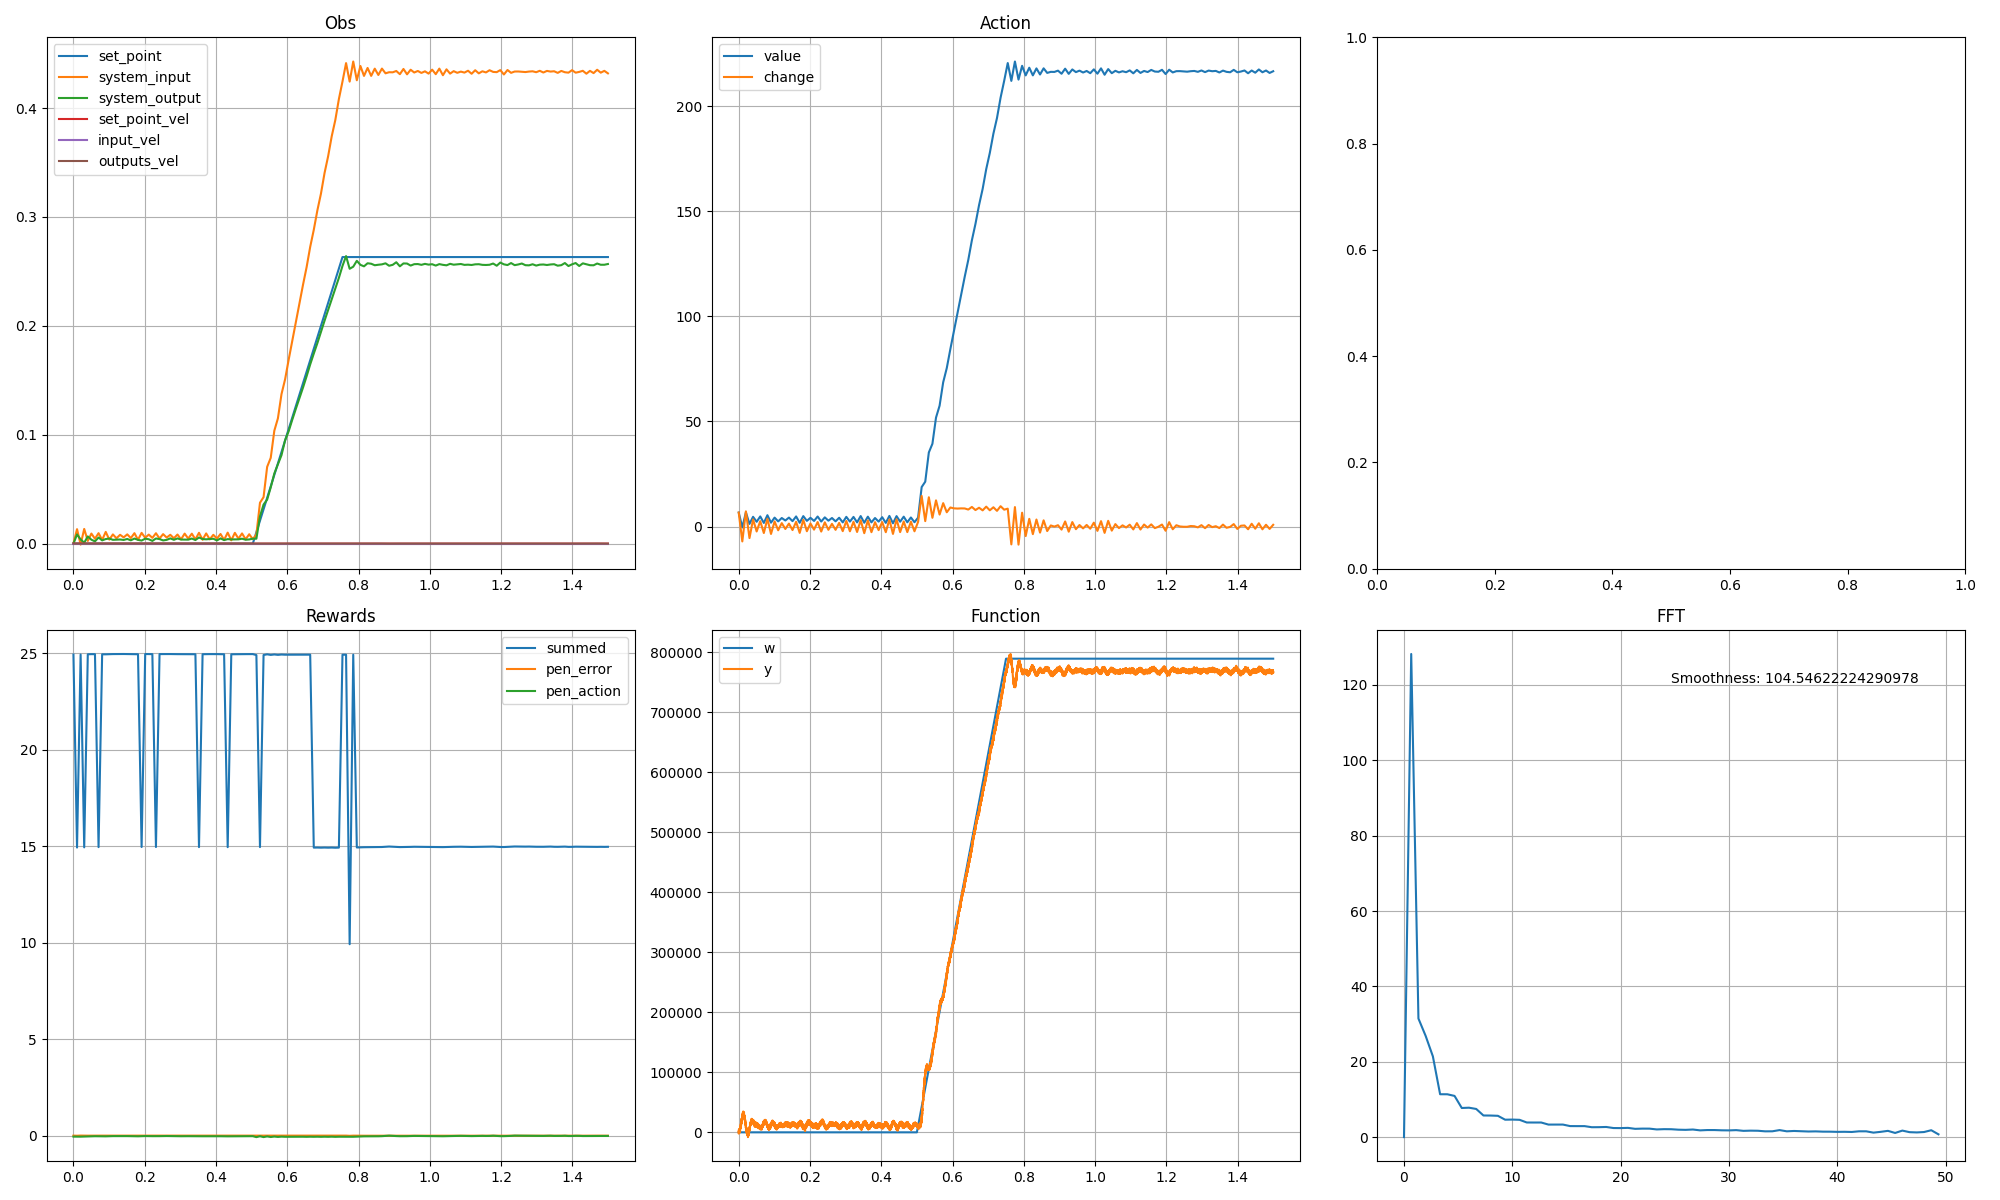 Obs
set_point
system_input
system_output
set_point_vel
input_vel
outputs_vel
0.4
0.3
0.2
0.1
0.0
0.0 0.2 0.4 0.6 0.8 1.0 1.2 1.4
Action
value
change
200
150
100
50
0
0.0 0.2 0.4 0.6 0.8 1.0 1.2 1.4
1.0
0.8
0.6
0.4
0.2
0.0
0.0 0.2 0.4 0.6 0.8 1.0
Rewards
summed
pen_error
pen_action
25
20
15
10
5
0
0.0 0.2 0.4 0.6 0.8 1.0 1.2 1.4
Function
w
y
800000
700000
600000
500000
400000
300000
200000
100000
0
0.0 0.2 0.4 0.6 0.8 1.0 1.2 1.4
FFT
Smoothness: 104.54622224290978
120
100
80
60
40
20
0
0 10 20 30 40 50